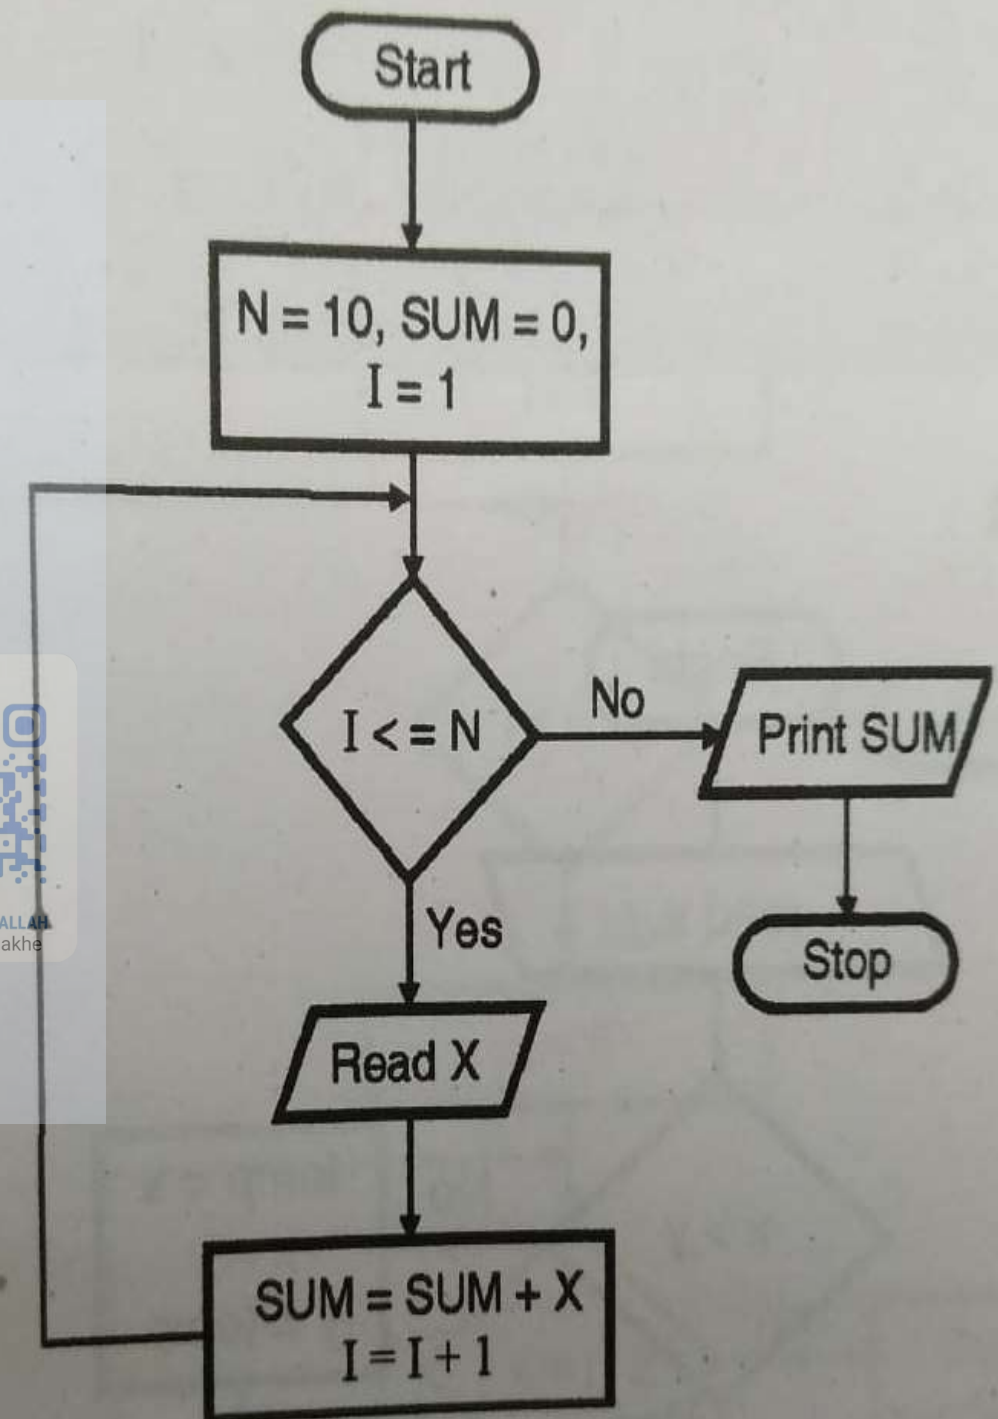 Start
N = 10, SUM = 0,
I = 1
I < = N
No
Print SUM
Yes
Stop
ALLAH
akhe
Read X
SUM = SUM + X
I = I + 1